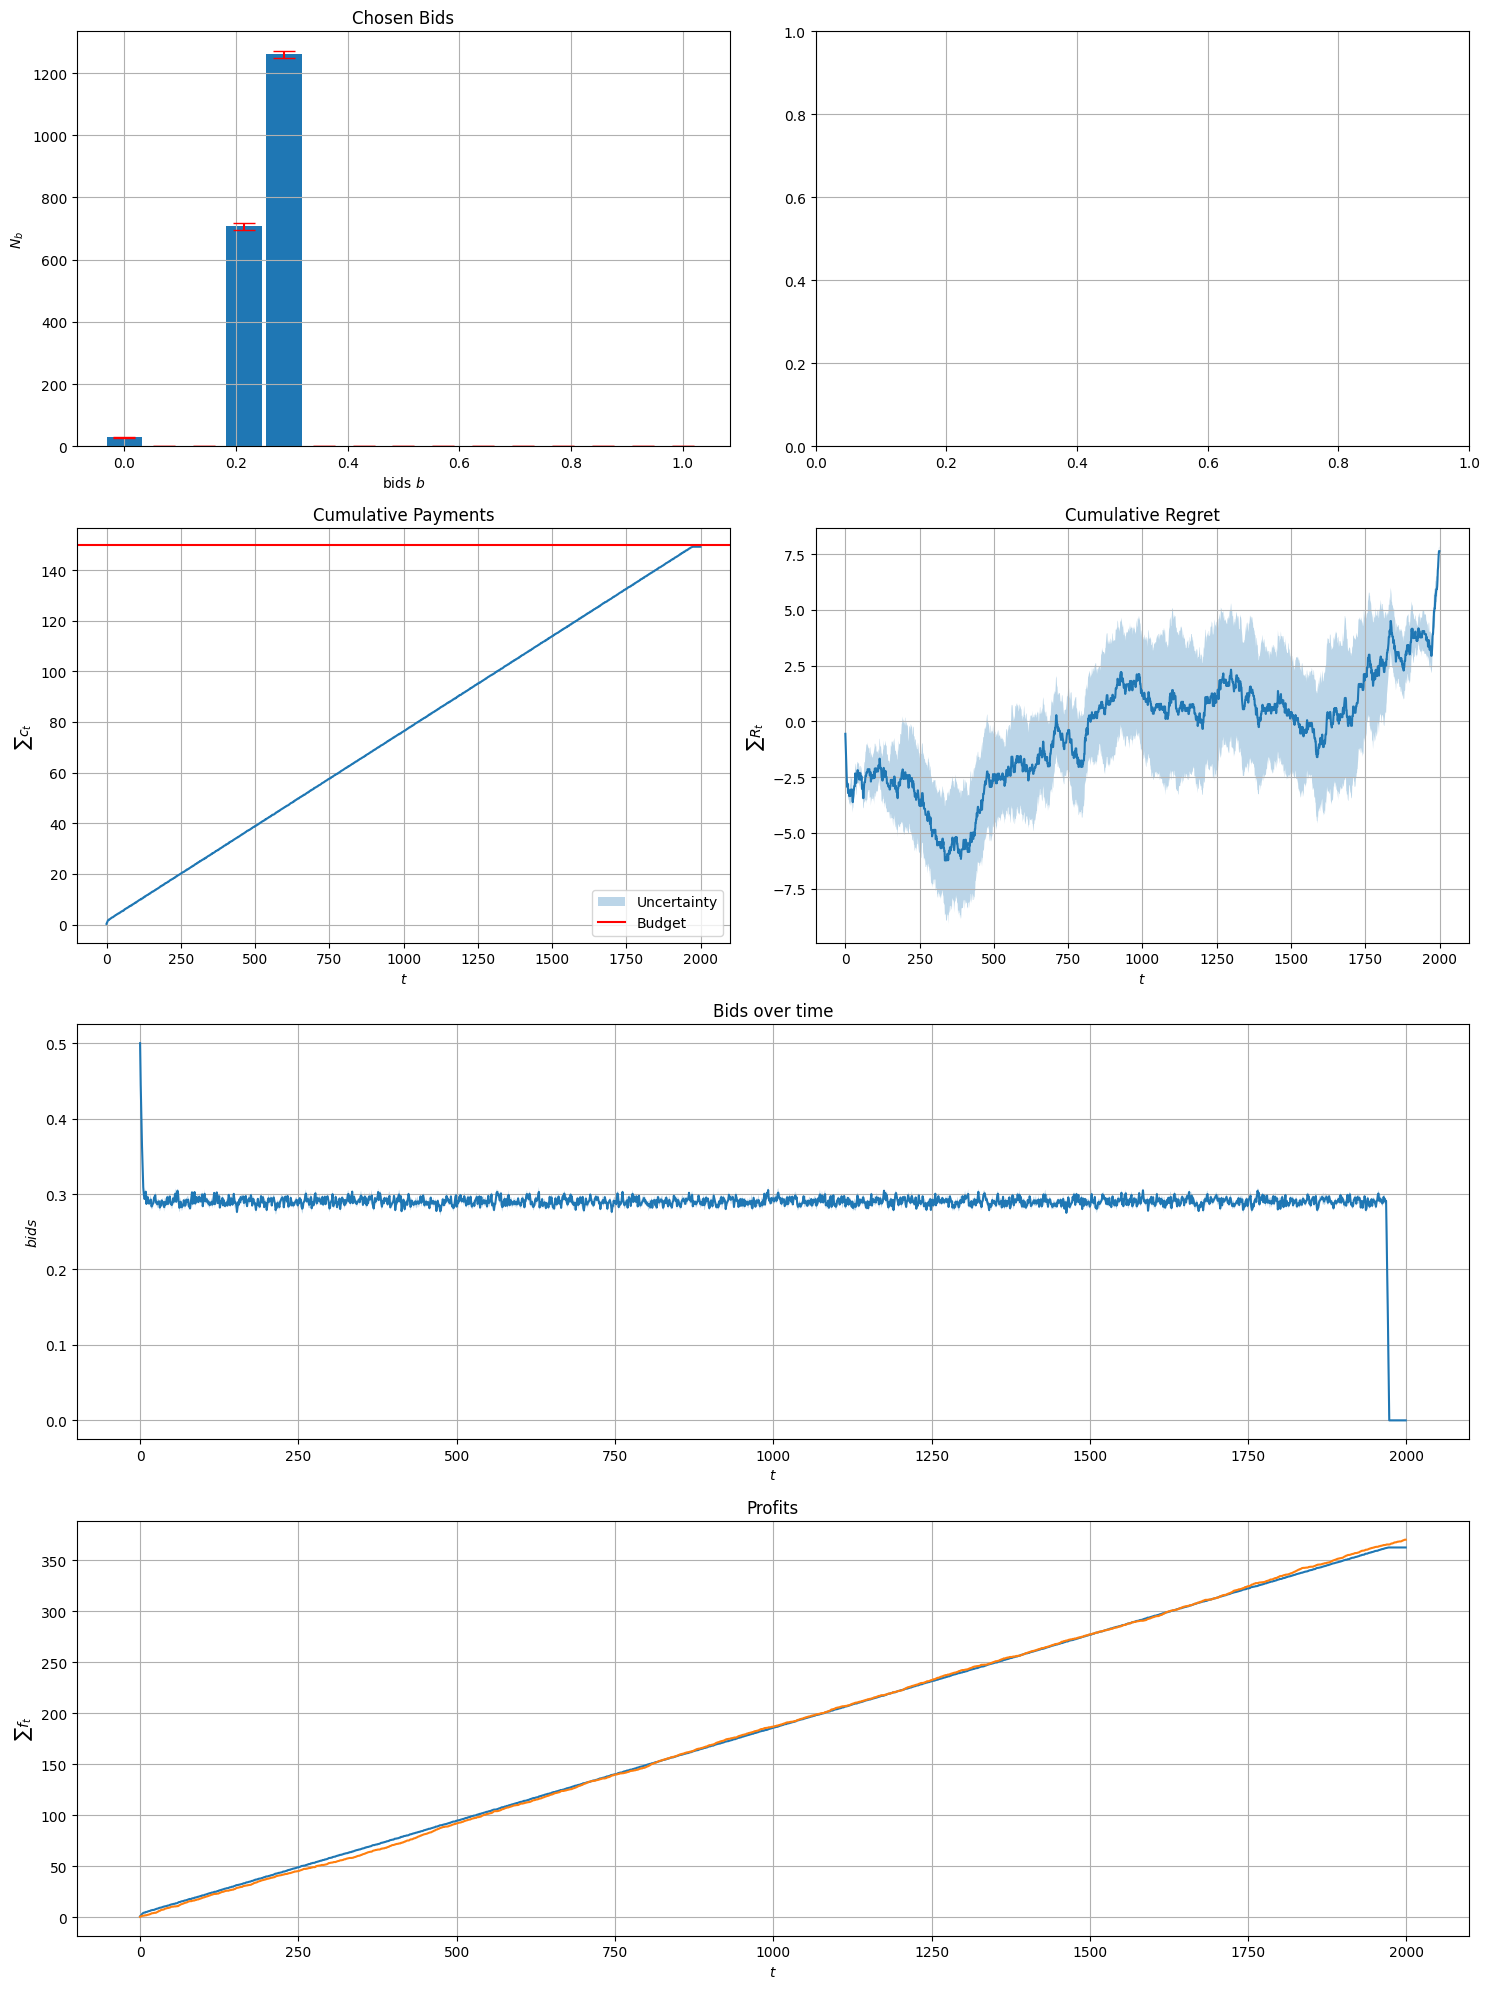 Chosen Bids
1200
1000
800
600
400
200
0
N_b
0.0 0.2 0.4 0.6 0.8 1.0
bids b
1.0
0.8
0.6
0.4
0.2
0.0
0.0 0.2 0.4 0.6 0.8 1.0
Cumulative Payments
140
120
100
80
60
40
20
0
∑c_t
Uncertainty
Budget
0 250 500 750 1000 1250 1500 1750 2000
t
Cumulative Regret
7.5
5.0
2.5
0.0
−2.5
−5.0
−7.5
∑R_t
0 250 500 750 1000 1250 1500 1750 2000
t
Bids over time
0.5
0.4
0.3
0.2
0.1
0.0
bids
0 250 500 750 1000 1250 1500 1750 2000
t
Profits
350
300
250
200
150
100
50
0
∑f_t
0 250 500 750 1000 1250 1500 1750 2000
t